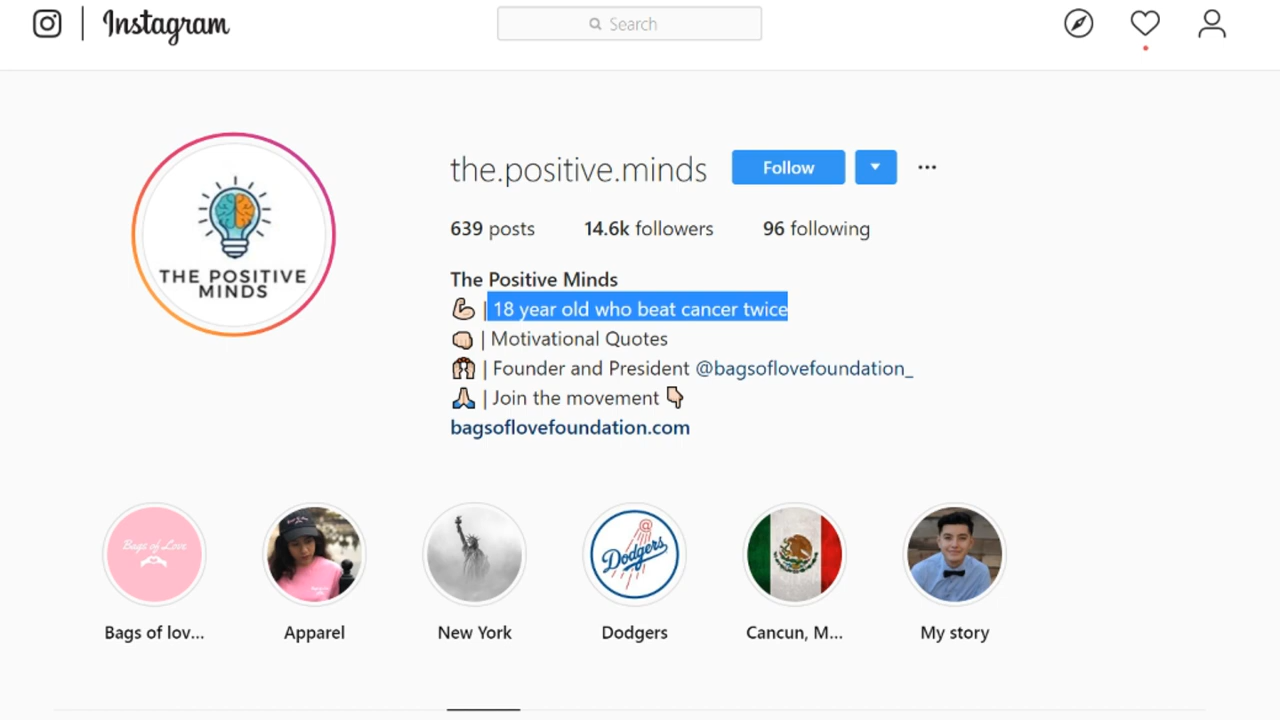 Instagram
Search
the.positive.minds Follow
639 posts 14.6k followers 96 following
THE POSITIVE
MINDS
The Positive Minds
💪🏻 | 18 year old who beat cancer twice
👊🏻 | Motivational Quotes
🙌🏻 | Founder and President @bagsoflovefoundation_
🙏🏻 | Join the movement 👇🏻
bagsoflovefoundation.com
Bags of Love
Dodgers
Bags of lov... Apparel New York Dodgers Cancun, M... My story